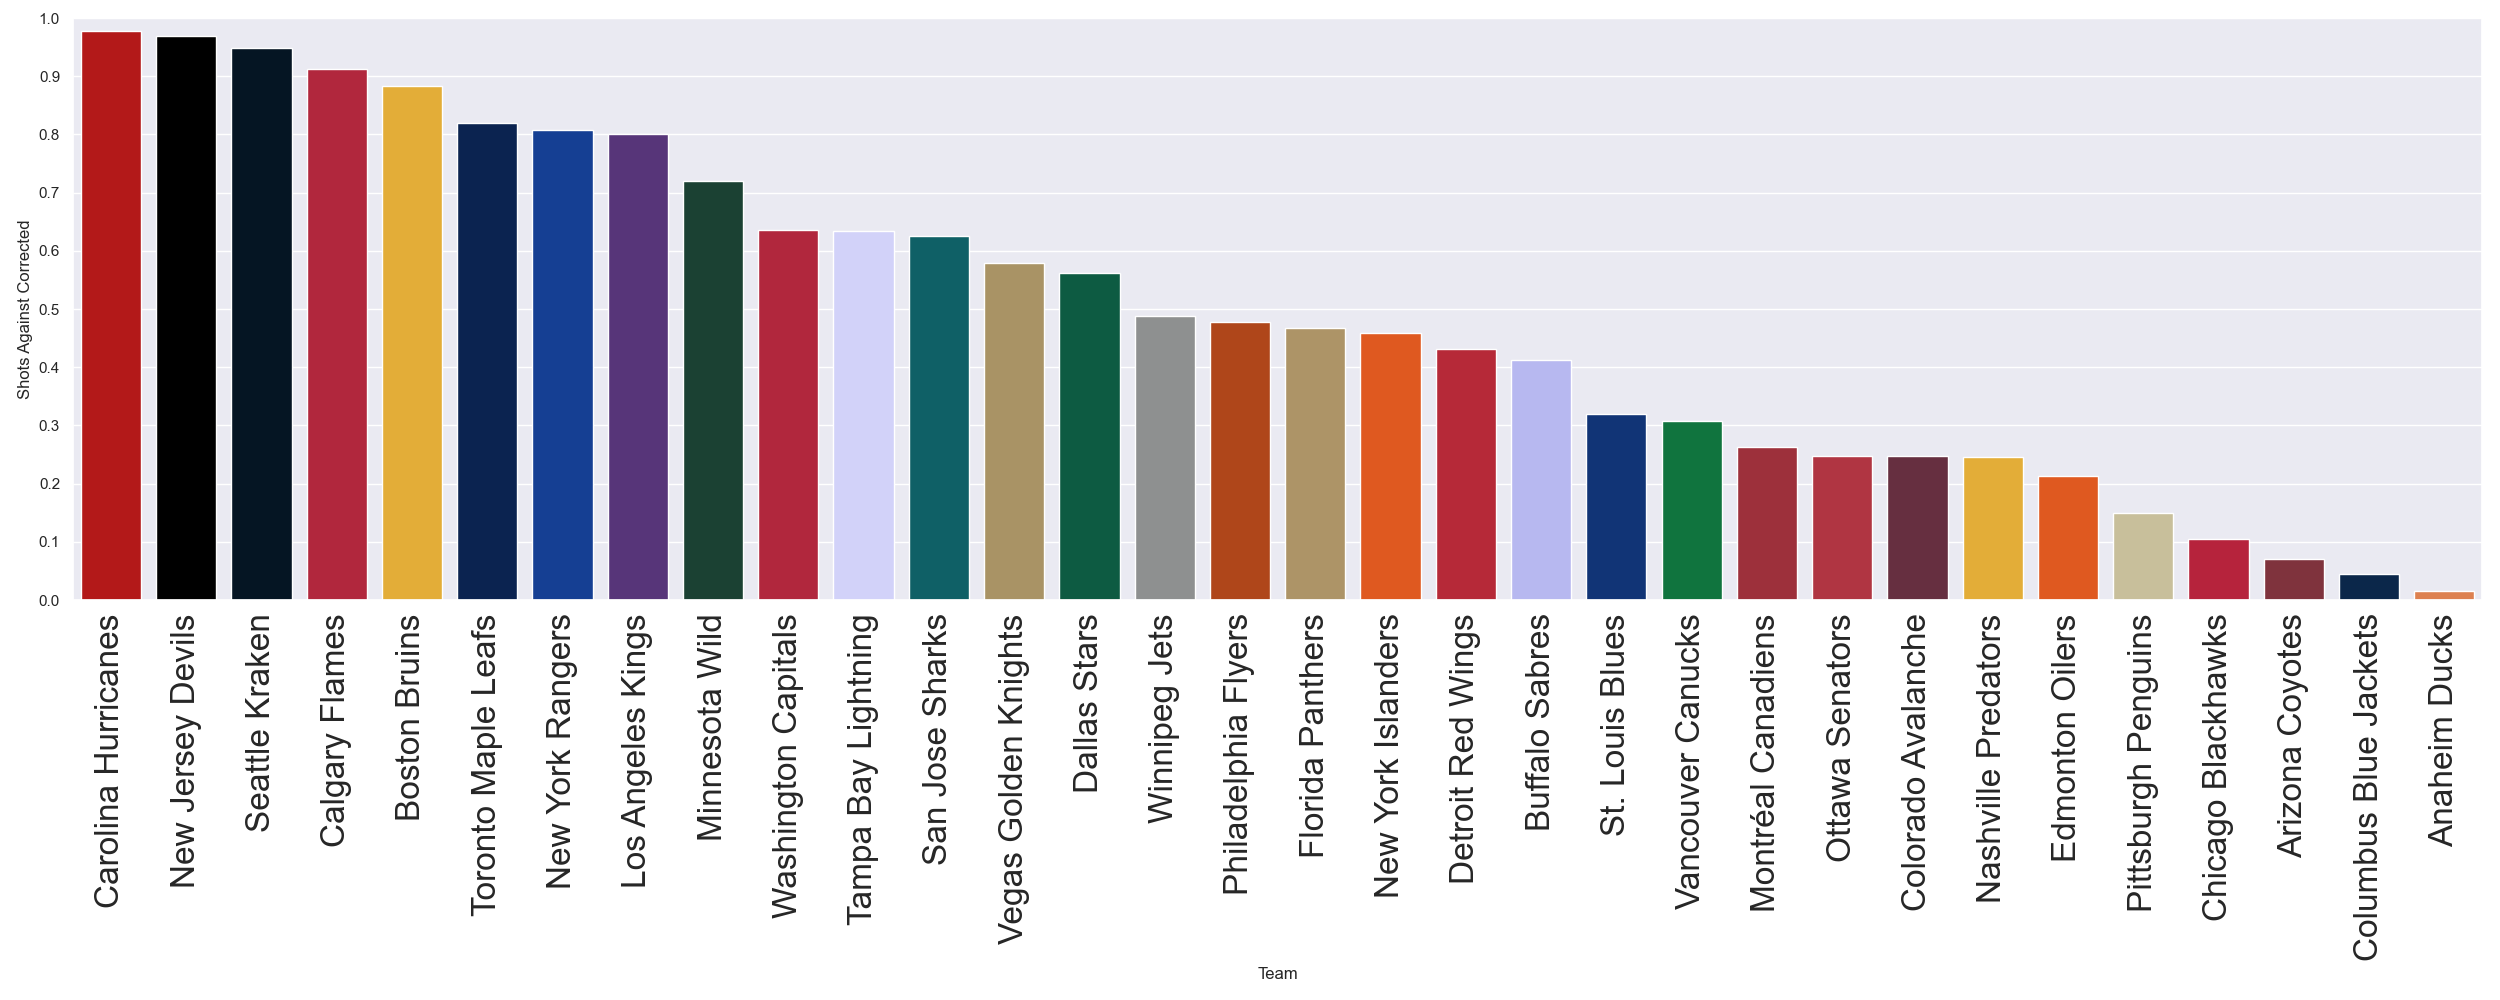 1.0
0.9
0.8
0.7
0.6
0.5
0.4
0.3
0.2
0.1
0.0
Shots Against Corrected
Carolina Hurricanes
New Jersey Devils
Seattle Kraken
Calgary Flames
Boston Bruins
Toronto Maple Leafs
New York Rangers
Los Angeles Kings
Minnesota Wild
Washington Capitals
Tampa Bay Lightning
San Jose Sharks
Vegas Golden Knights
Dallas Stars
Winnipeg Jets
Philadelphia Flyers
Florida Panthers
New York Islanders
Detroit Red Wings
Buffalo Sabres
St. Louis Blues
Vancouver Canucks
Montréal Canadiens
Ottawa Senators
Colorado Avalanche
Nashville Predators
Edmonton Oilers
Pittsburgh Penguins
Chicago Blackhawks
Arizona Coyotes
Columbus Blue Jackets
Anaheim Ducks
Team